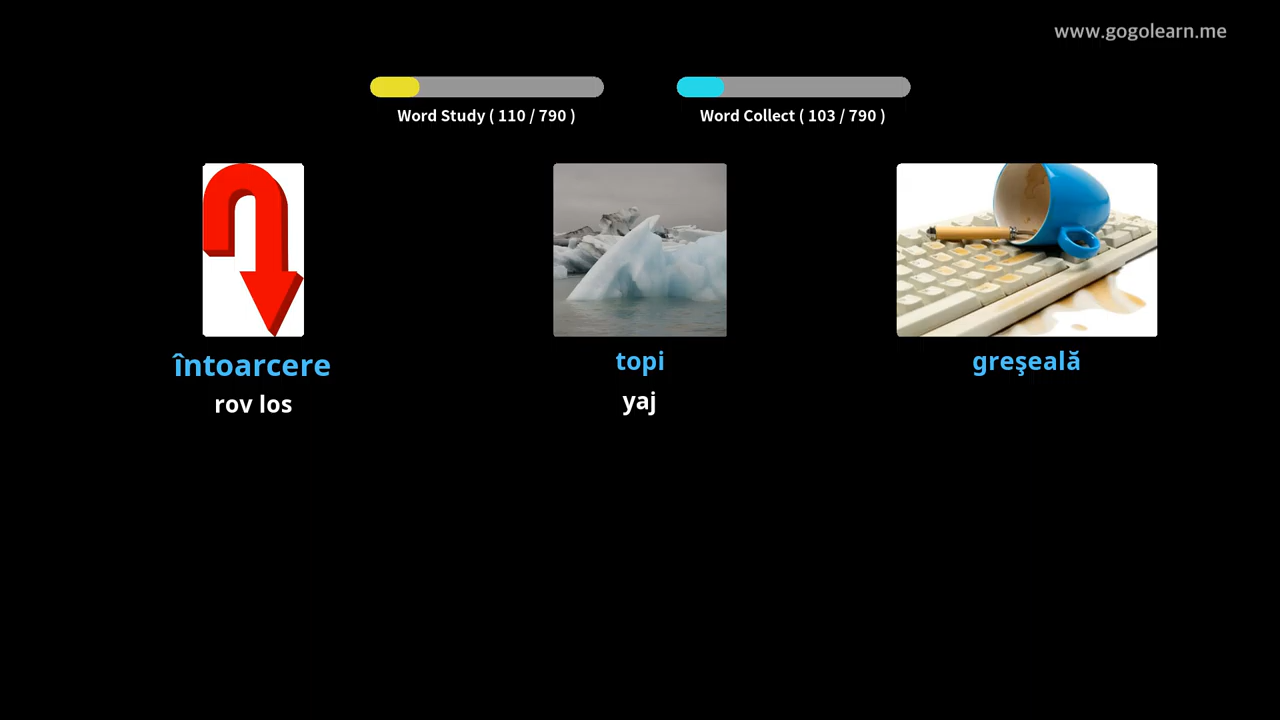 www.gogolearn.me
Word Study ( 110 / 790 )
Word Collect ( 103 / 790 )
întoarcere
topi
greşeală
rov los
yaj